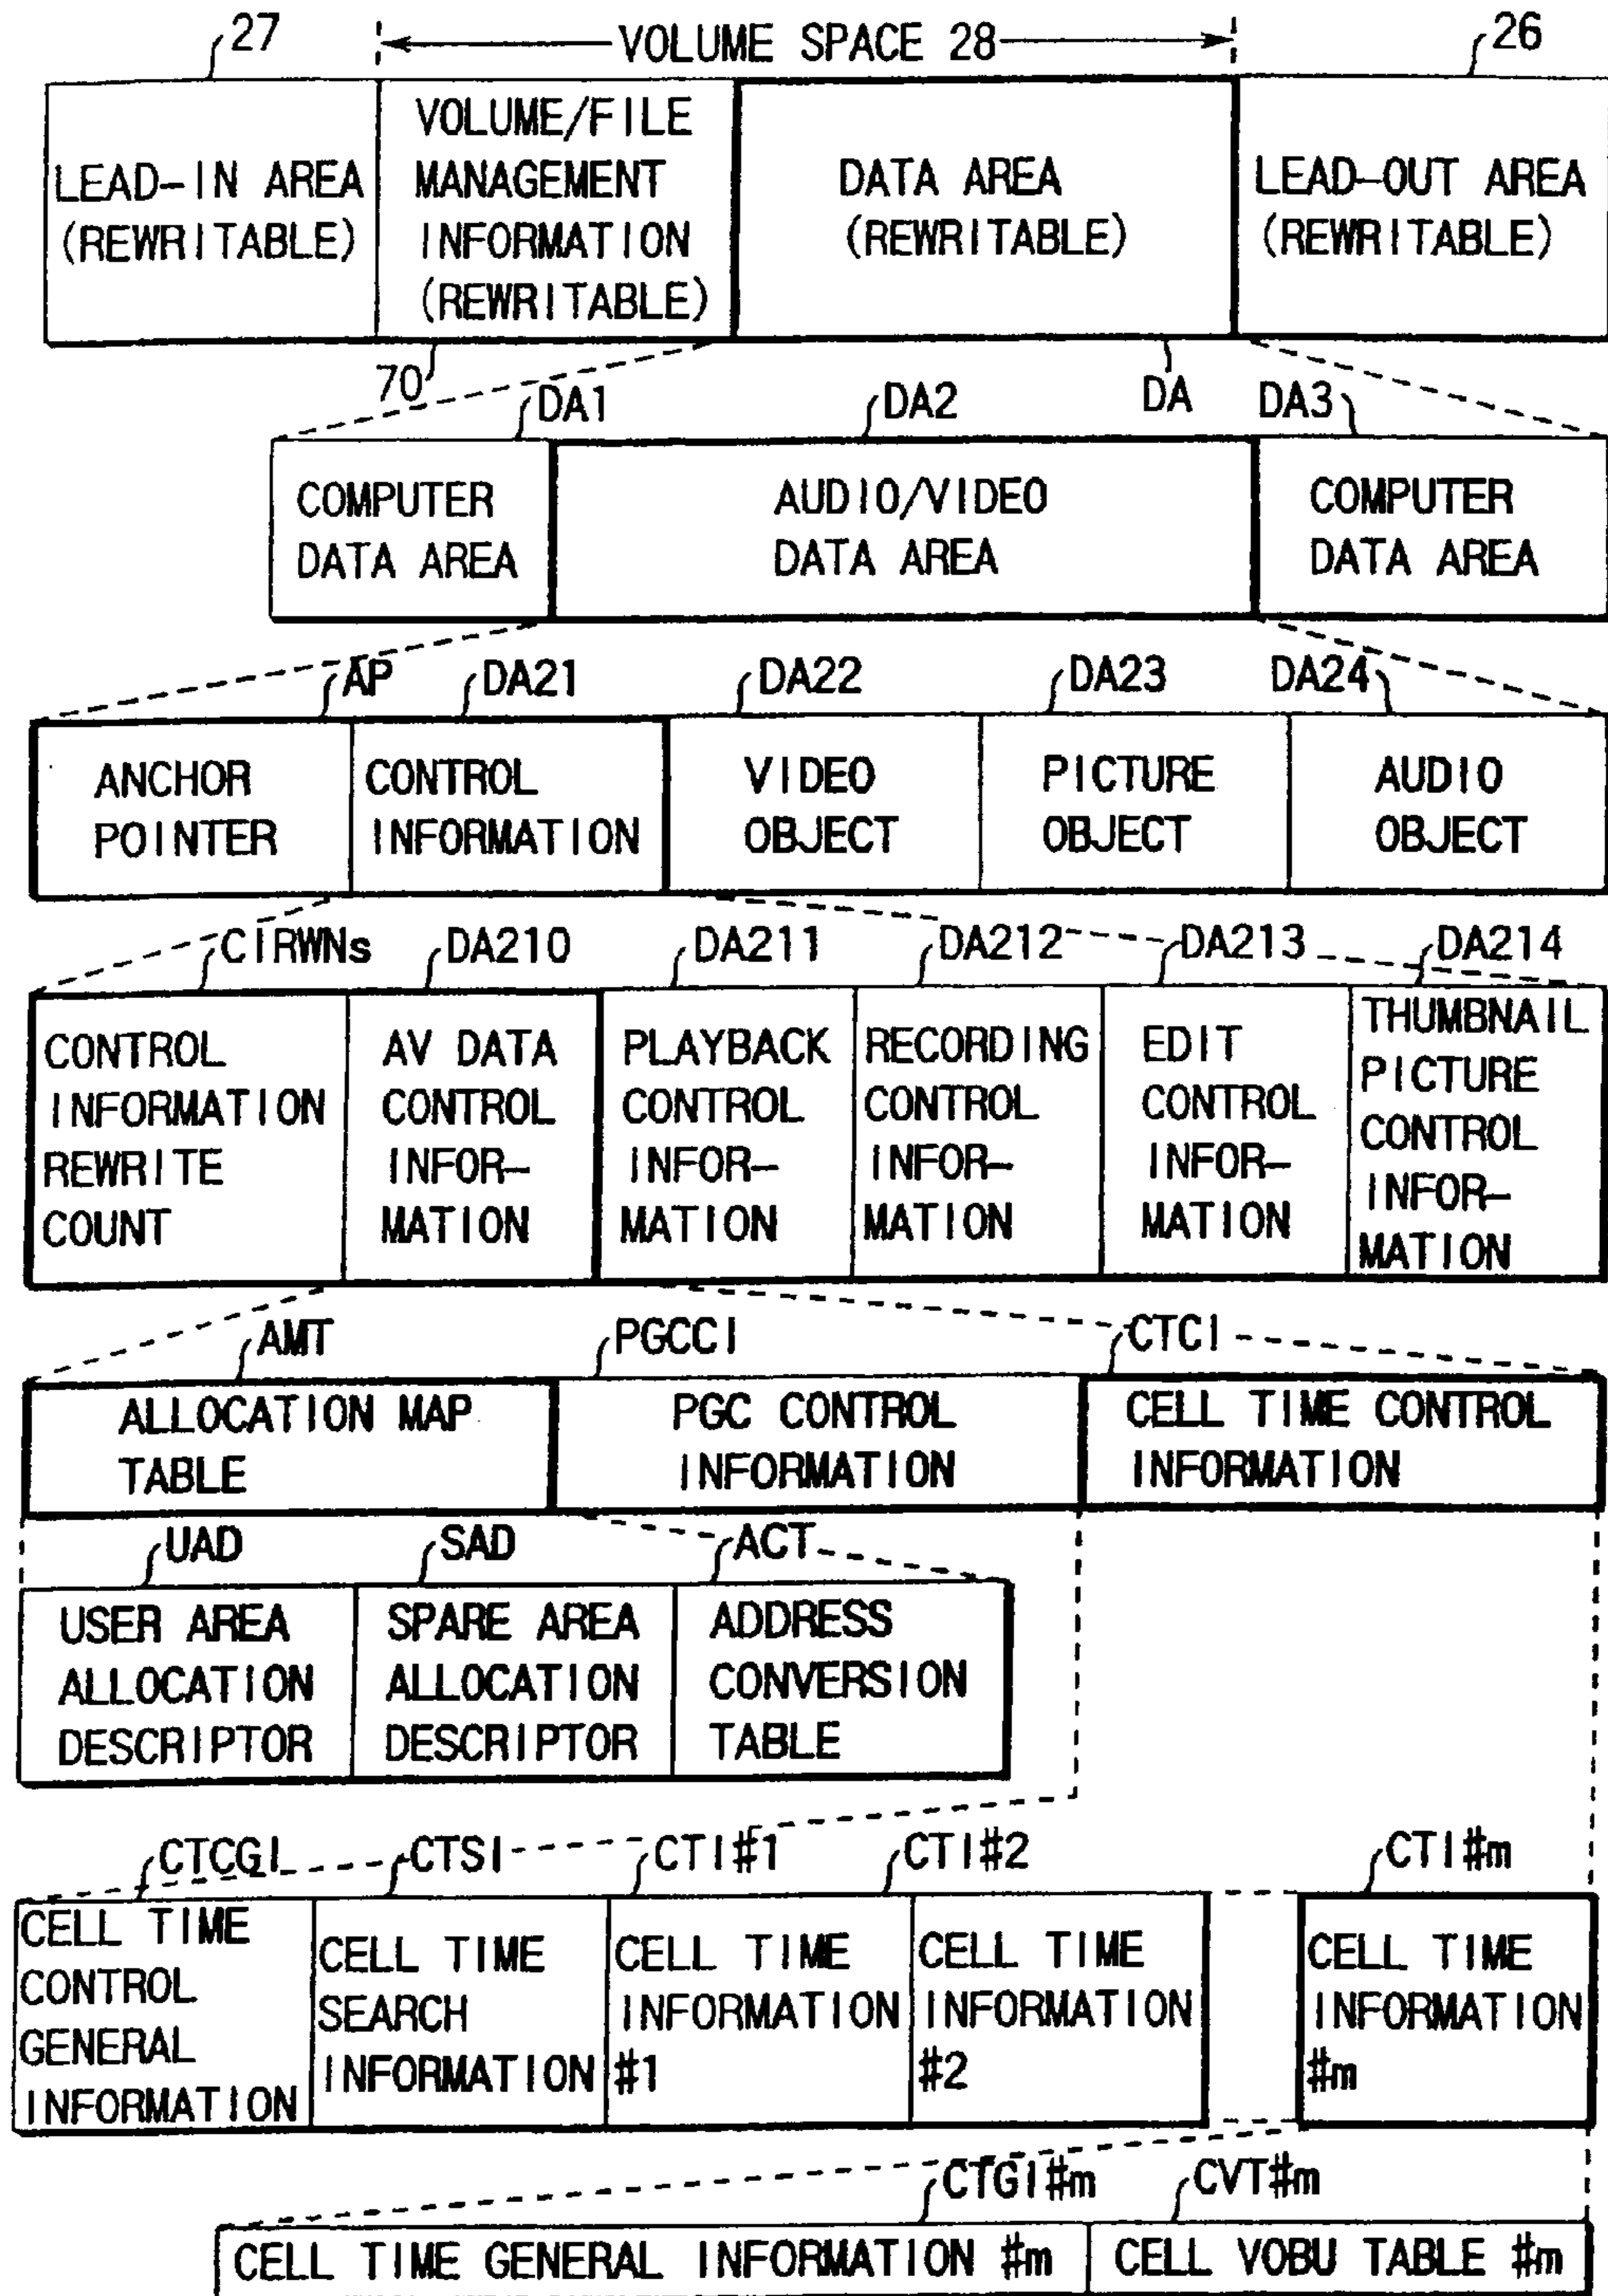 27
VOLUME SPACE 28
26
LEAD-IN AREA
(REWRITABLE)
VOLUME/FILE
MANAGEMENT
INFORMATION
(REWRITABLE)
DATA AREA
(REWRITABLE)
LEAD-OUT AREA
(REWRITABLE)
70
DA1
DA2
DA
DA3
COMPUTER
DATA AREA
AUDIO/VIDEO
DATA AREA
COMPUTER
DATA AREA
AP
DA21
DA22
DA23
DA24
ANCHOR
POINTER
CONTROL
INFORMATION
VIDEO
OBJECT
PICTURE
OBJECT
AUDIO
OBJECT
CIRWNs
DA210
DA211
DA212
DA213
DA214
CONTROL
INFORMATION
REWRITE
COUNT
AV DATA
CONTROL
INFOR-
MATION
PLAYBACK
CONTROL
INFOR-
MATION
RECORDING
CONTROL
INFOR-
MATION
EDIT
CONTROL
INFOR-
MATION
THUMBNAIL
PICTURE
CONTROL
INFOR-
MATION
AMT
PGCCI
CTCI
ALLOCATION MAP
TABLE
PGC CONTROL
INFORMATION
CELL TIME CONTROL
INFORMATION
UAD
SAD
ACT
USER AREA
ALLOCATION
DESCRIPTOR
SPARE AREA
ALLOCATION
DESCRIPTOR
ADDRESS
CONVERSION
TABLE
CTCGI
CTSI
CTI#1
CTI#2
CTI#m
CELL TIME
CONTROL
GENERAL
INFORMATION
CELL TIME
SEARCH
INFORMATION
CELL TIME
INFORMATION
#1
CELL TIME
INFORMATION
#2
CELL TIME
INFORMATION
#m
CTGI#m
CVT#m
CELL TIME GENERAL INFORMATION #m
CELL VOBU TABLE #m